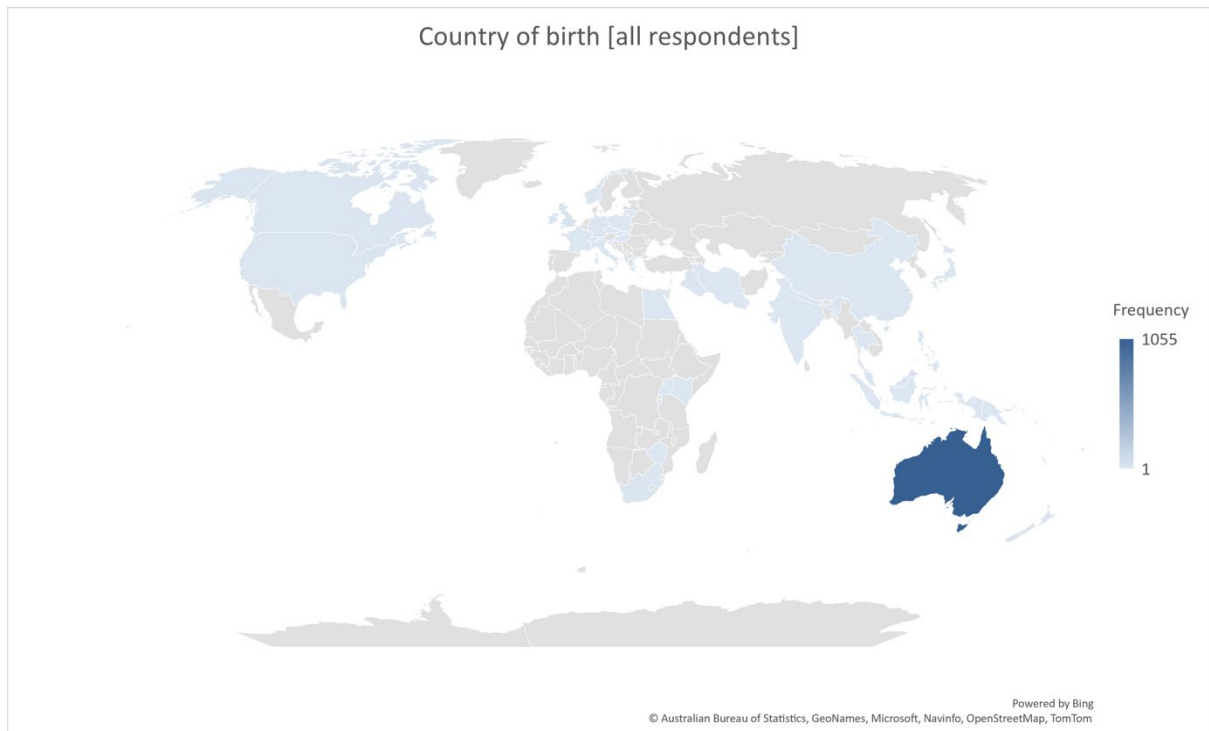 Country of birth [all respondents]
Frequency
1055
1
Powered by Bing
© Australian Bureau of Statistics, GeoNames, Microsoft, Navinfo, OpenStreetMap, TomTom